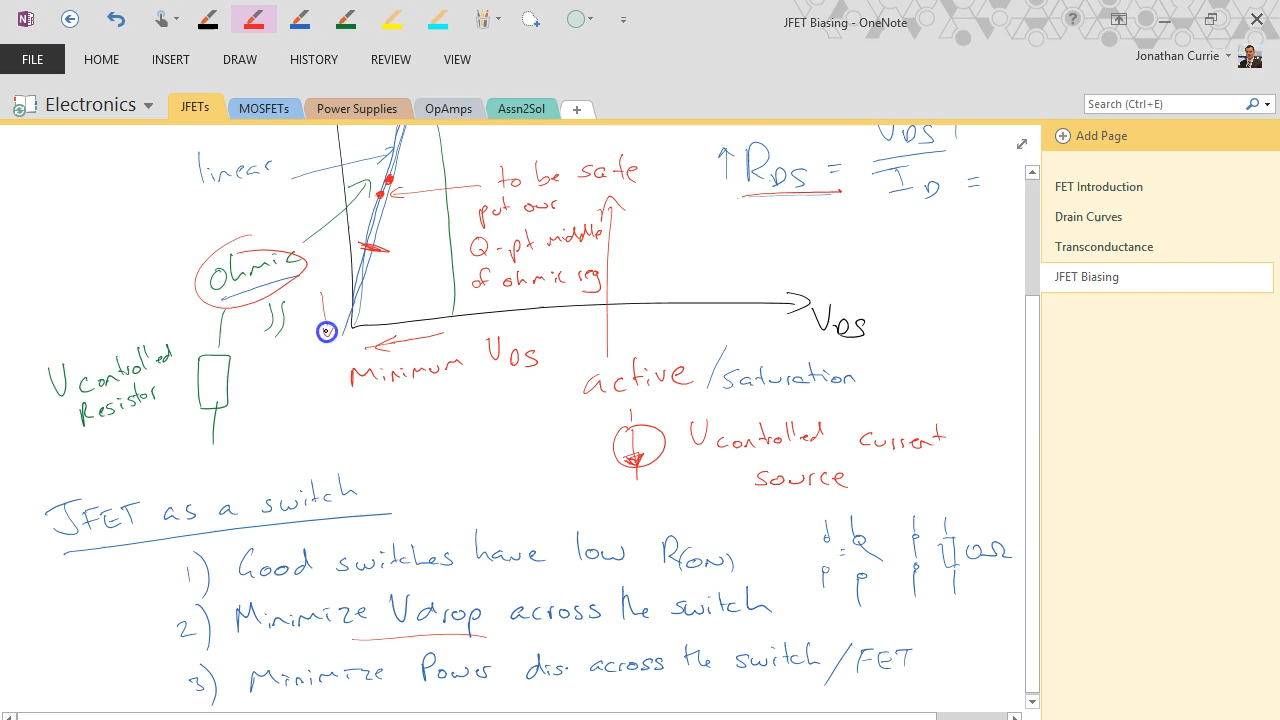 JFET Biasing - OneNote
Jonathan Currie
FILE HOME INSERT DRAW HISTORY REVIEW VIEW
Electronics JFETs MOSFETs Power Supplies OpAmps Assn2Sol
Search (Ctrl+E)
Add Page
FET Introduction
Drain Curves
Transconductance
JFET Biasing
linear
to be safe
put our
Q-pt middle
of ohmic reg
↑ RDS = VDS ↑ / ID =
Ohmic
VDS
Minimum VDS
V controlled
Resistor
active / saturation
V controlled current
source
JFET as a switch
1) Good switches have low R(ON)
0Ω
2) Minimize Vdrop across the switch
3) Minimize Power dis. across the switch / FET